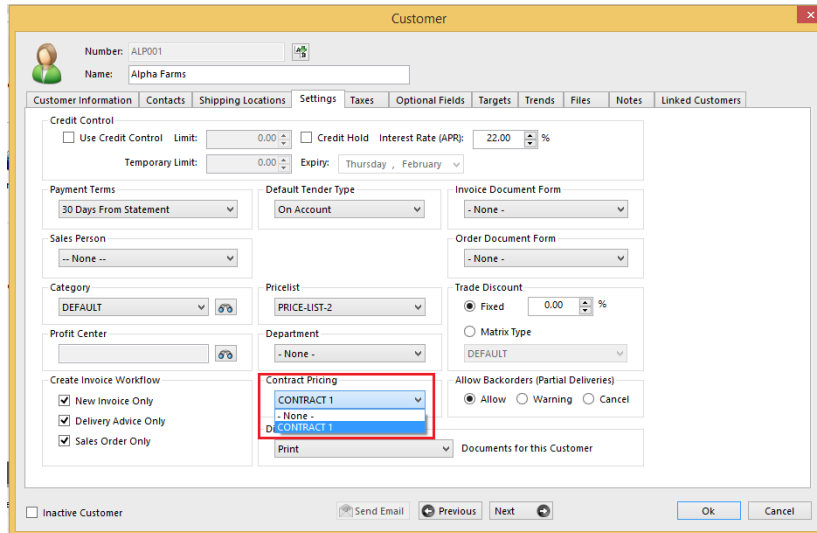 Customer
Number: ALP001
Name: Alpha Farms
Customer Information Contacts Shipping Locations Settings Taxes Optional Fields Targets Trends Files Notes Linked Customers
Credit Control
Use Credit Control Limit: 0.00 Credit Hold Interest Rate (APR): 22.00 %
Temporary Limit: 0.00 Expiry: Thursday , February
Payment Terms Default Tender Type Invoice Document Form
30 Days From Statement On Account - None -
Sales Person Order Document Form
-- None -- - None -
Category Pricelist Trade Discount
DEFAULT PRICE-LIST-2 Fixed 0.00 %
Profit Center Department Matrix Type
- None - DEFAULT
Create Invoice Workflow Contract Pricing Allow Backorders (Partial Deliveries)
New Invoice Only CONTRACT 1 Allow Warning Cancel
- None -
Delivery Advice Only CONTRACT 1
Sales Order Only Print Documents for this Customer
Inactive Customer Send Email Previous Next Ok Cancel